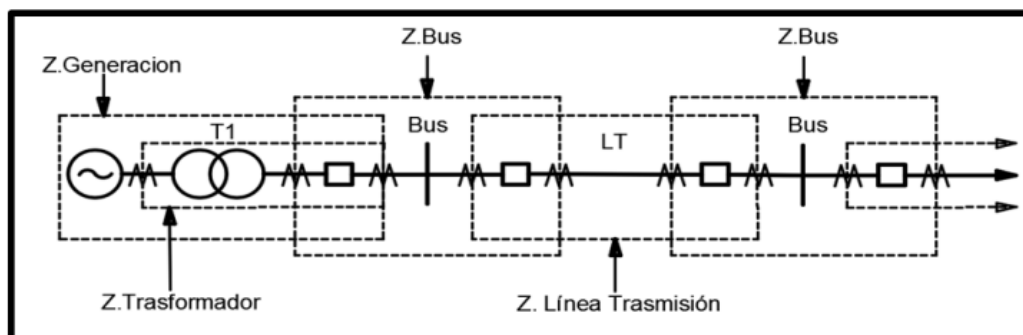 Z.Bus
Z.Bus
Z.Generacion
T1
Bus
LT
Bus
Z.Trasformador
Z. Línea Trasmisión